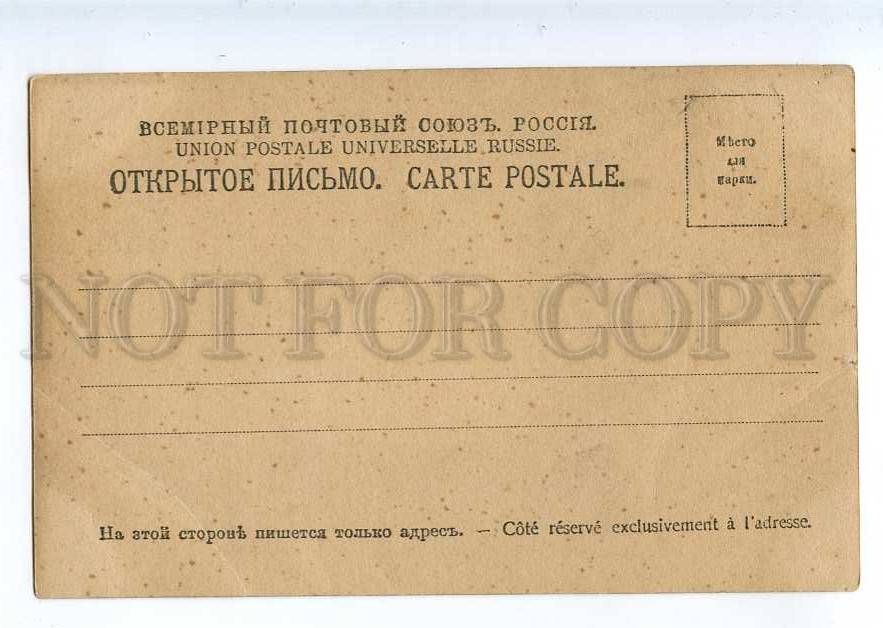 ВСЕМІРНЫЙ ПОЧТОВЫЙ СОЮЗЪ. РОССІЯ.
UNION POSTALE UNIVERSELLE. RUSSIE.
ОТКРЫТОЕ ПИСЬМО. CARTE POSTALE.
Мѣсто
для
марки.
NOT FOR COPY
На этой сторонѣ пишется только адресъ. — Côté réservé exclusivement à l'adresse.